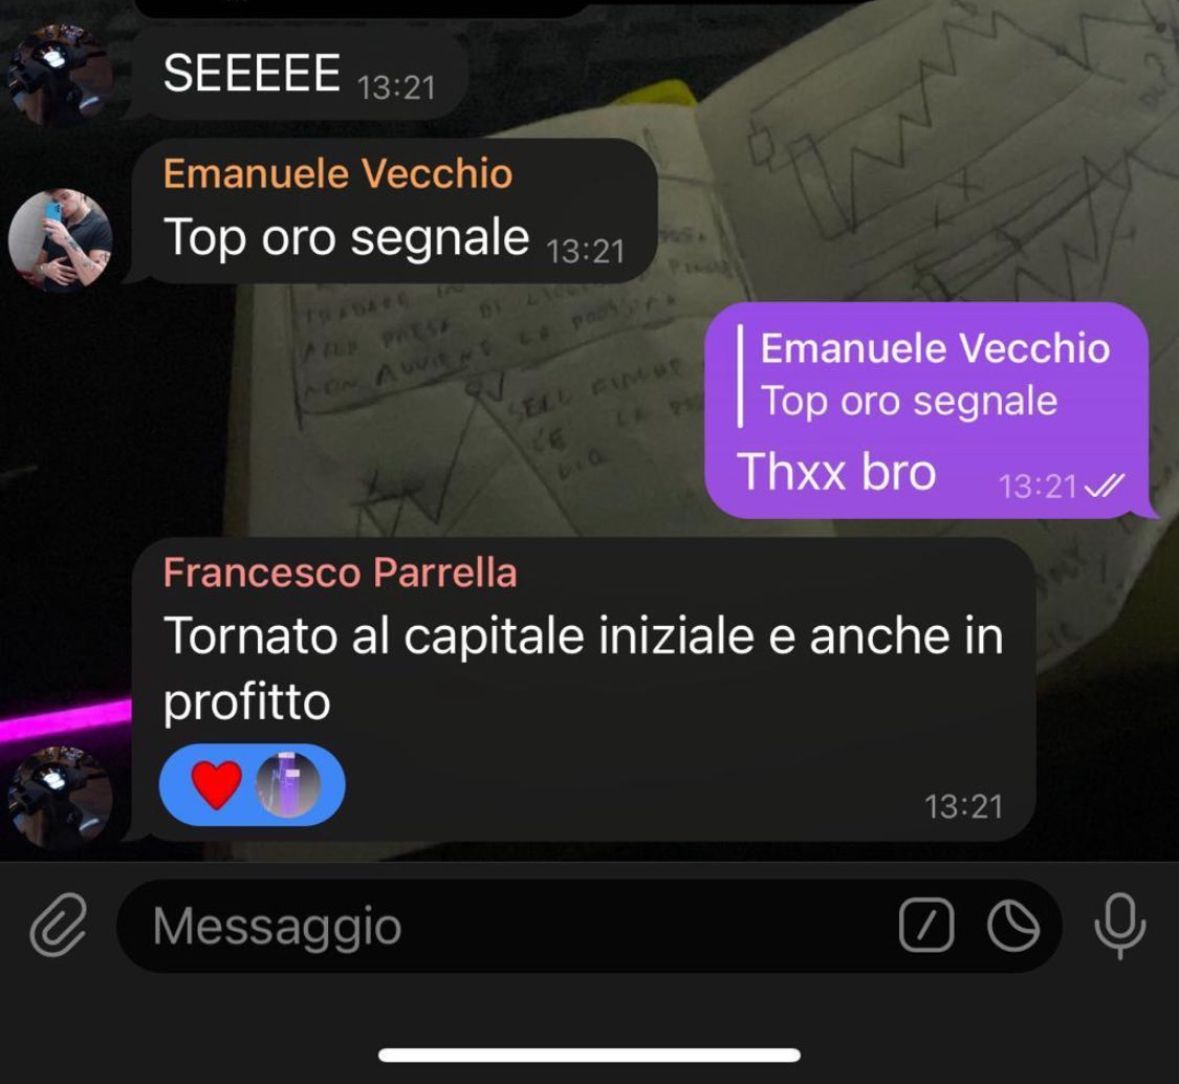 SEEEEE 13:21
Emanuele Vecchio
Top oro segnale 13:21
Emanuele Vecchio
Top oro segnale
Thxx bro 13:21
Francesco Parrella
Tornato al capitale iniziale e anche in
profitto
13:21
Messaggio